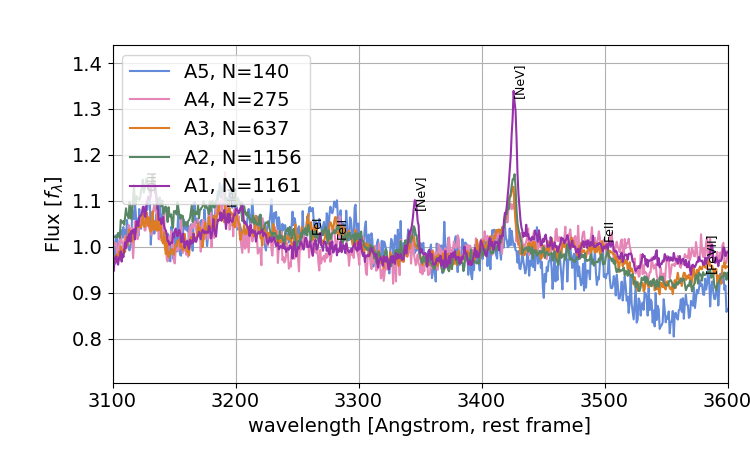 1.4
1.3
1.2
1.1
1.0
0.9
0.8
Flux [fλ]
A5, N=140
A4, N=275
A3, N=637
A2, N=1156
A1, N=1161
FeI
FeII
[NeV]
[NeV]
FeII
[FeVII]
3100 3200 3300 3400 3500 3600
wavelength [Angstrom, rest frame]